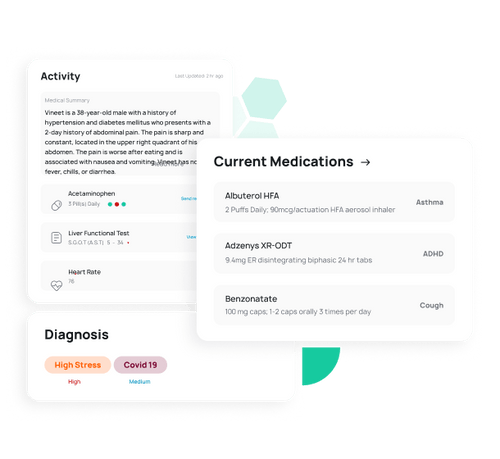 Activity
Last Updated: 2 hr ago
Medical Summary
Vineet is a 38-year-old male with a history of
hypertension and diabetes mellitus who presents with a
2-day history of abdominal pain. The pain is sharp and
constant, located in the upper right quadrant of his
abdomen. The pain is worse after eating and is
associated with nausea and vomiting. Vineet has no
fever, chills, or diarrhea.
Acetaminophen
3 Pills| Daily
Liver Functional Test
View
S.G.O.T (A.S.T): 5 - 34
Heart Rate
76
Current Medications →
Albuterol HFA
Asthma
2 Puffs Daily; 90mcg/actuation HFA aerosol inhaler
Adzenys XR-ODT
ADHD
9.4mg ER disintegrating biphasic 24 hr tabs
Benzonatate
Cough
100 mg caps; 1-2 caps orally 3 times per day
Diagnosis
High Stress Covid 19
High Medium